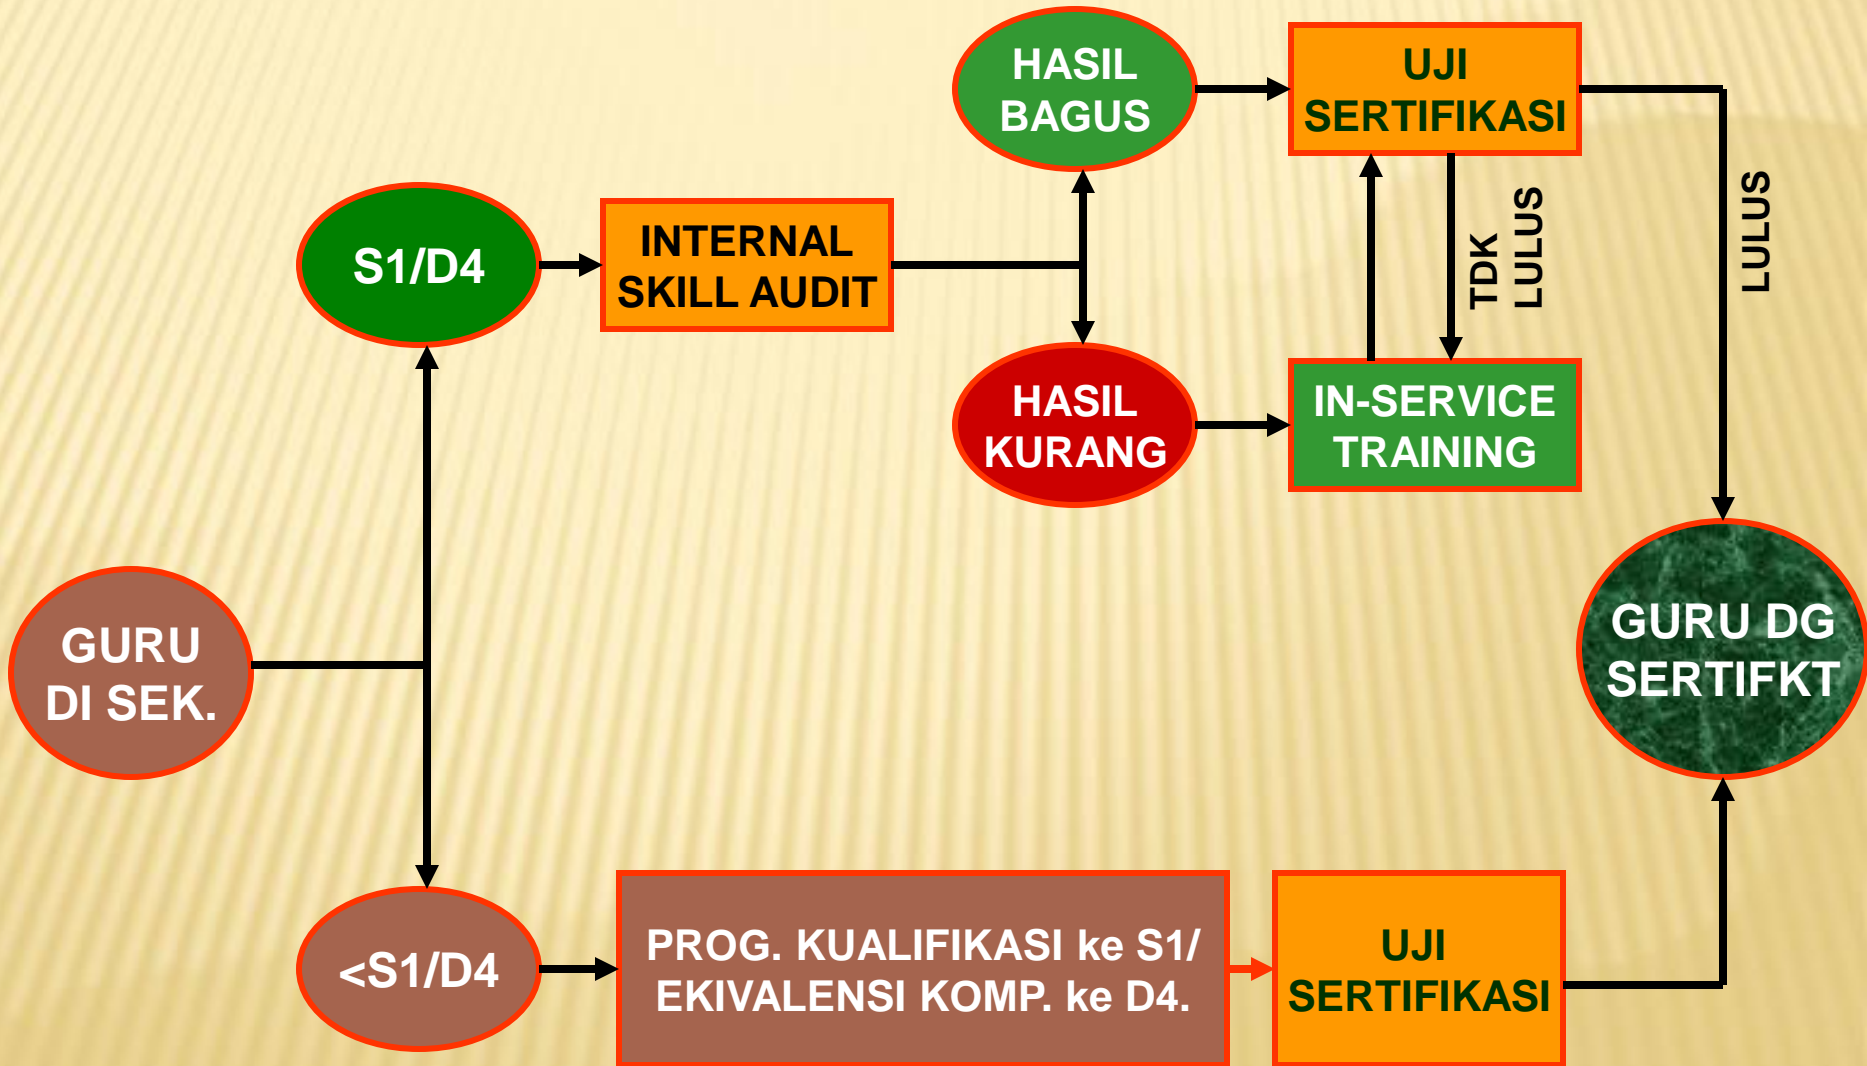 HASIL
BAGUS
UJI
SERTIFIKASI
S1/D4
INTERNAL
SKILL AUDIT
TDK
LULUS
LULUS
HASIL
KURANG
IN-SERVICE
TRAINING
GURU
DI SEK.
GURU DG
SERTIFKT
<S1/D4
PROG. KUALIFIKASI ke S1/
EKIVALENSI KOMP. ke D4.
UJI
SERTIFIKASI